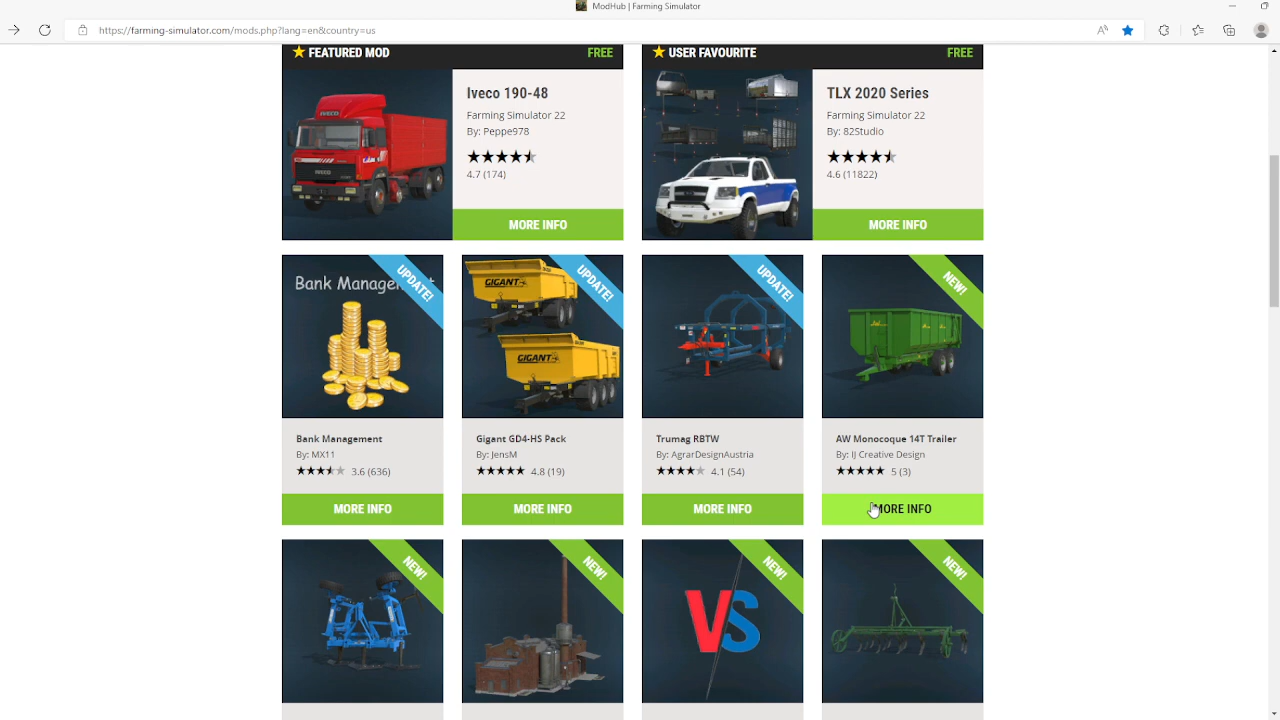 ModHub | Farming Simulator
https://farming-simulator.com/mods.php?lang=en&country=us
FEATURED MOD FREE
USER FAVOURITE FREE
IVECO
IVECO
Iveco 190-48
Farming Simulator 22
By: Peppe978
4.7 (174)
MORE INFO
TLX 2020 Series
Farming Simulator 22
By: 82Studio
4.6 (11822)
MORE INFO
UPDATE!
UPDATE!
UPDATE!
NEW!
GIGANT
GIGANT
Bank Management
By: MX11
3.6 (636)
MORE INFO
Gigant GD4-HS Pack
By: JensM
4.8 (19)
MORE INFO
Trumag RBTW
By: AgrarDesignAustria
4.1 (54)
MORE INFO
AW Monocoque 14T Trailer
By: IJ Creative Design
5 (3)
MORE INFO
NEW!
NEW!
NEW!
NEW!
VS